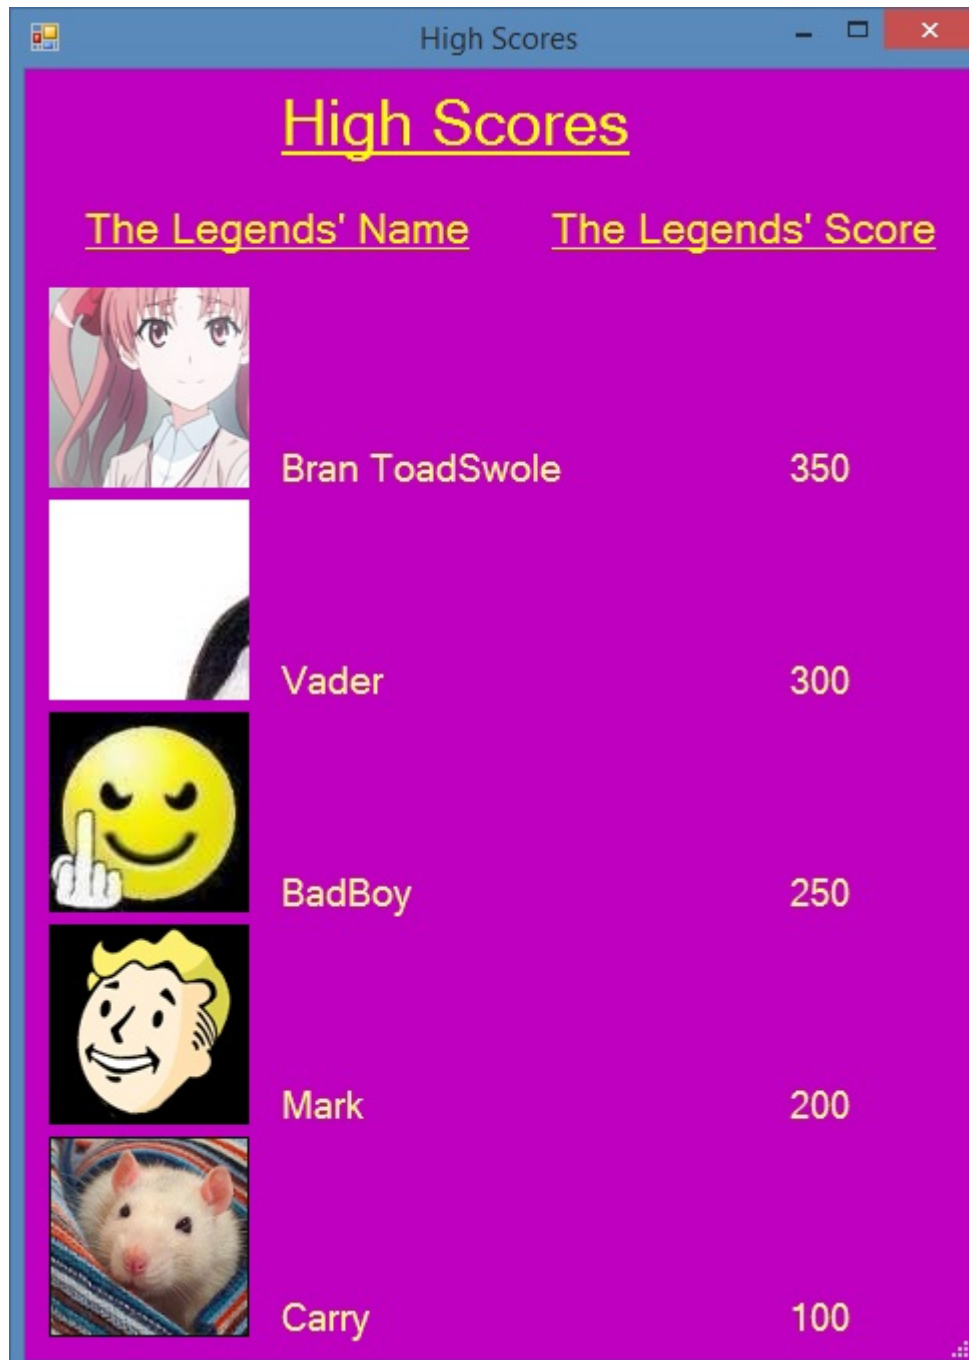 High Scores
High Scores
The Legends' Name The Legends' Score
Bran ToadSwole 350
Vader 300
BadBoy 250
Mark 200
Carry 100